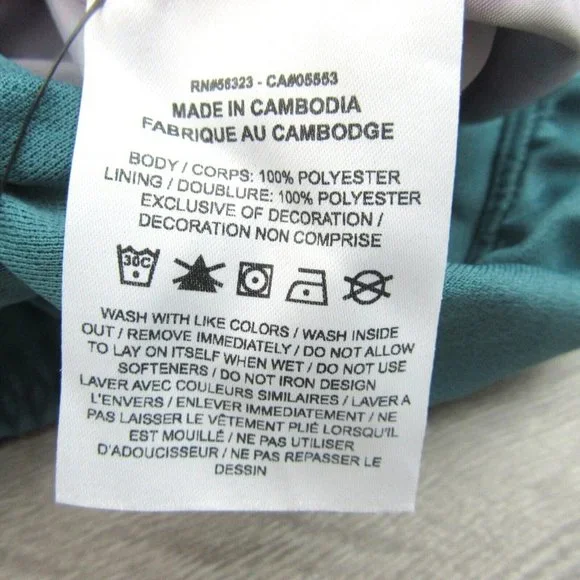 RN#56323 - CA#05553
MADE IN CAMBODIA
FABRIQUE AU CAMBODGE
BODY / CORPS: 100% POLYESTER
LINING / DOUBLURE: 100% POLYESTER
EXCLUSIVE OF DECORATION /
DECORATION NON COMPRISE
30C
WASH WITH LIKE COLORS / WASH INSIDE
OUT / REMOVE IMMEDIATELY / DO NOT ALLOW
TO LAY ON ITSELF WHEN WET / DO NOT USE
SOFTENERS / DO NOT IRON DESIGN
LAVER AVEC COULEURS SIMILAIRES / LAVER A
L'ENVERS / ENLEVER IMMEDIATEMENT / NE
PAS LAISSER LE VÊTEMENT PLIÉ LORSQU'IL
EST MOUILLÉ / NE PAS UTILISER
D'ADOUCISSEUR / NE PAS REPASSER LE
DESSIN